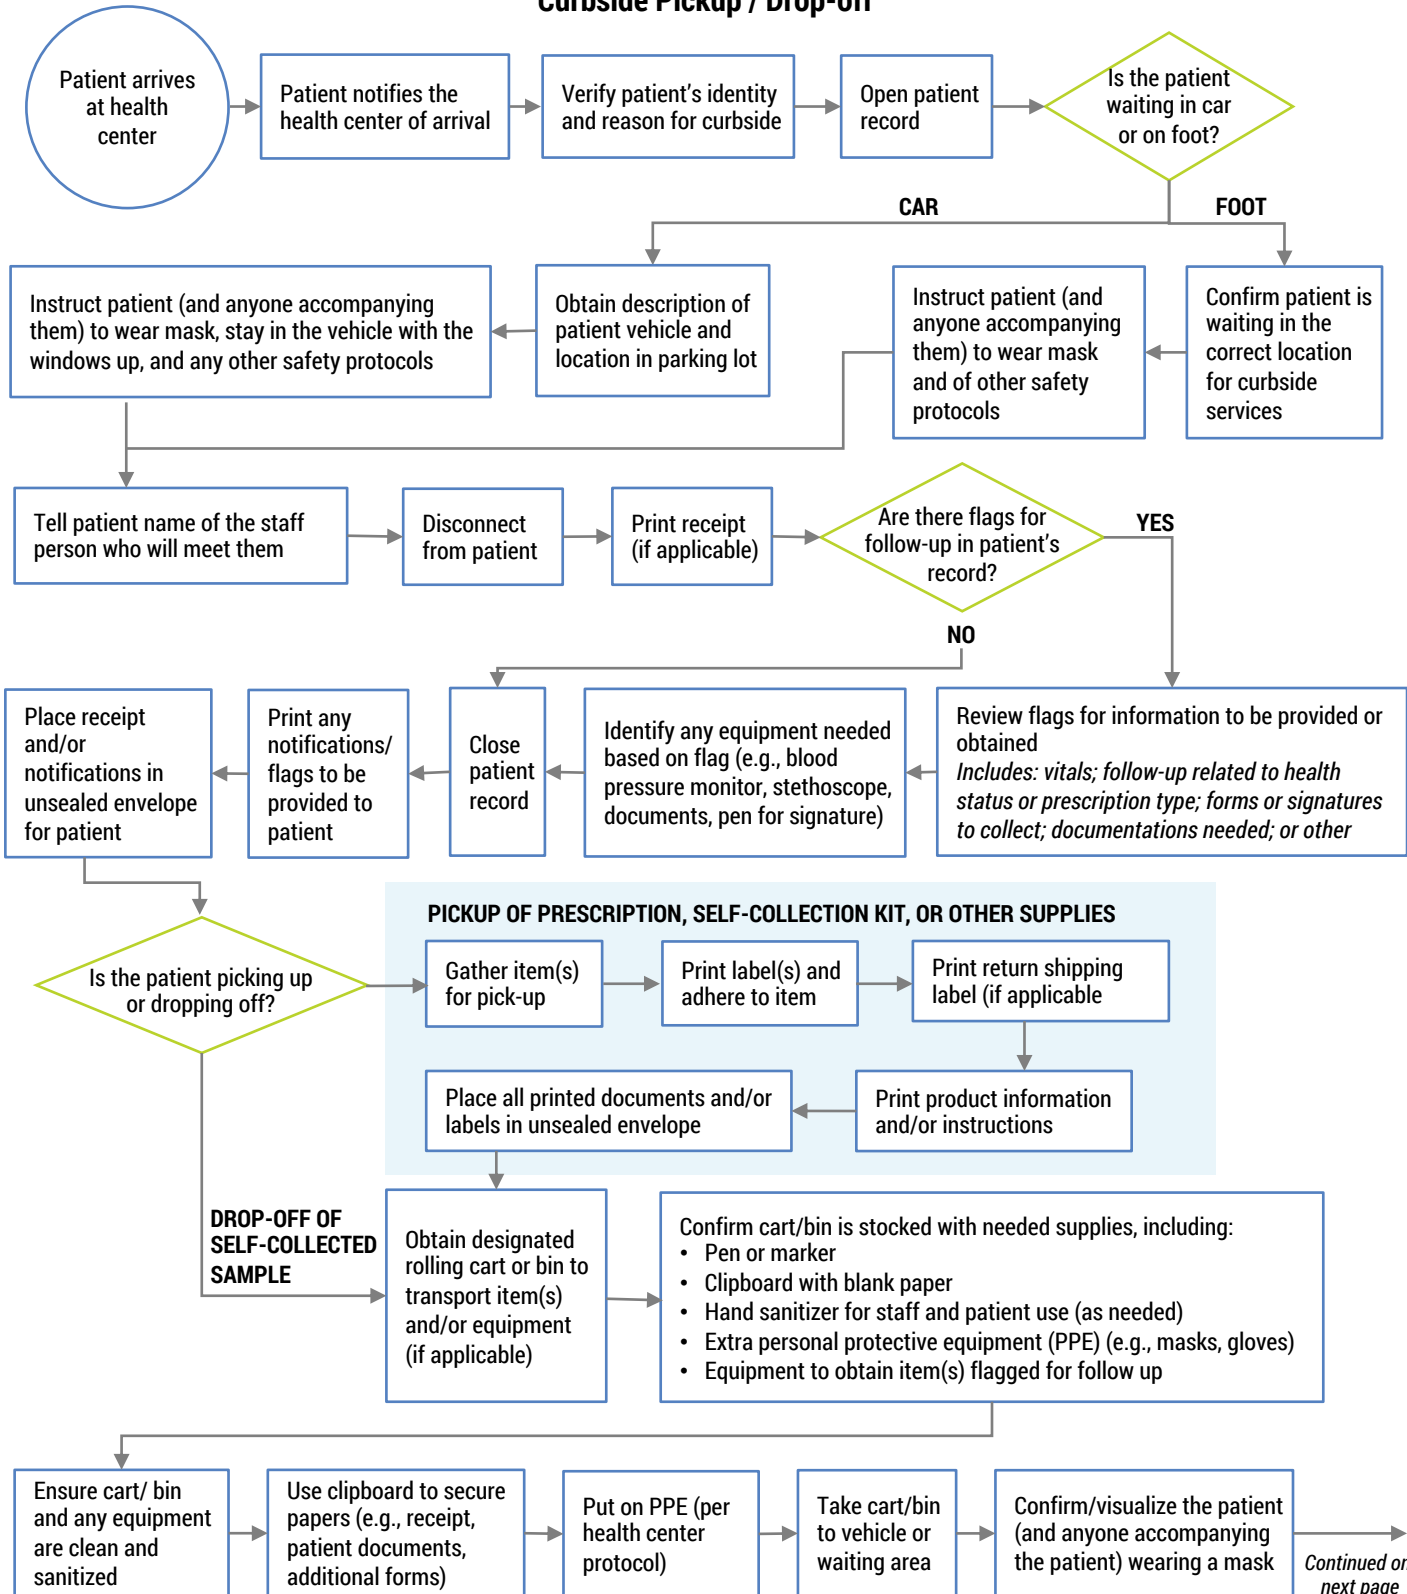 Curbside Pickup / Drop-off
Patient arrives
at health
center
Patient notifies the
health center of arrival
Verify patient's identity
and reason for curbside
Open patient
record
Is the patient
waiting in car
or on foot?
CAR
FOOT
Instruct patient (and anyone accompanying
them) to wear mask, stay in the vehicle with the
windows up, and any other safety protocols
Obtain description of
patient vehicle and
location in parking lot
Instruct patient (and
anyone accompanying
them) to wear mask
and of other safety
protocols
Confirm patient is
waiting in the
correct location
for curbside
services
Tell patient name of the staff
person who will meet them
Disconnect
from patient
Print receipt
(if applicable)
Are there flags for
follow-up in patient's
record?
YES
NO
Place receipt
and/or
notifications in
unsealed envelope
for patient
Print any
notifications/
flags to be
provided to
patient
Close
patient
record
Identify any equipment needed
based on flag (e.g., blood
pressure monitor, stethoscope,
documents, pen for signature)
Review flags for information to be provided or
obtained
Includes: vitals; follow-up related to health
status or prescription type; forms or signatures
to collect; documentations needed; or other
PICKUP OF PRESCRIPTION, SELF-COLLECTION KIT, OR OTHER SUPPLIES
Is the patient picking up
or dropping off?
Gather item(s)
for pick-up
Print label(s) and
adhere to item
Print return shipping
label (if applicable
Place all printed documents and/or
labels in unsealed envelope
Print product information
and/or instructions
DROP-OFF OF
SELF-COLLECTED
SAMPLE
Obtain designated
rolling cart or bin to
transport item(s)
and/or equipment
(if applicable)
Confirm cart/bin is stocked with needed supplies, including:
• Pen or marker
• Clipboard with blank paper
• Hand sanitizer for staff and patient use (as needed)
• Extra personal protective equipment (PPE) (e.g., masks, gloves)
• Equipment to obtain item(s) flagged for follow up
Ensure cart/ bin
and any equipment
are clean and
sanitized
Use clipboard to secure
papers (e.g., receipt,
patient documents,
additional forms)
Put on PPE (per
health center
protocol)
Take cart/bin
to vehicle or
waiting area
Confirm/visualize the patient
(and anyone accompanying
the patient) wearing a mask
Continued on
next page